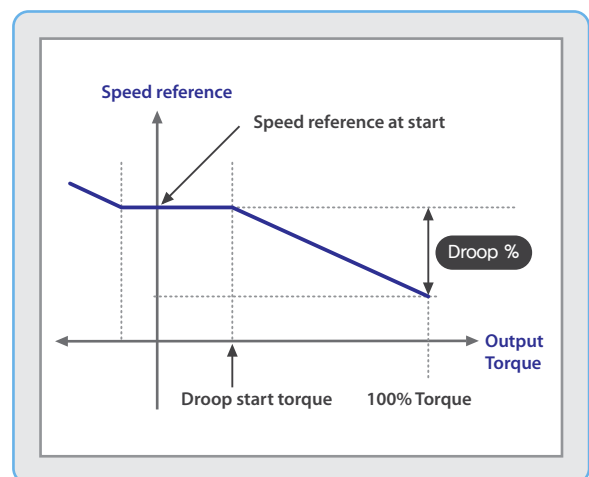 Speed reference
Speed reference at start
Droop %
Output
Torque
Droop start torque
100% Torque